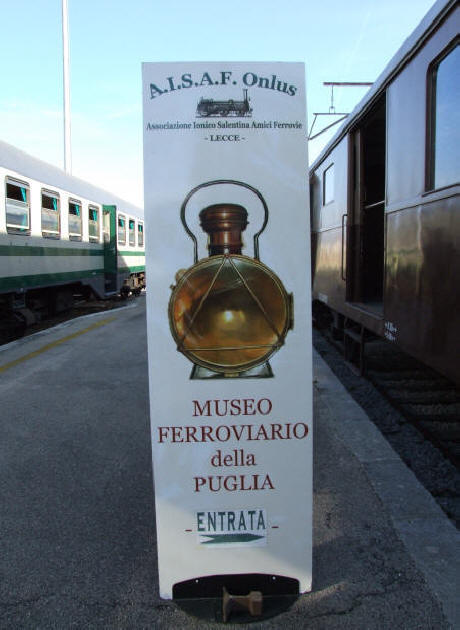 A.I.S.A.F. Onlus
Associazione Ionico Salentina Amici Ferrovie
- LECCE -
MUSEO
FERROVIARIO
della
PUGLIA
- ENTRATA -